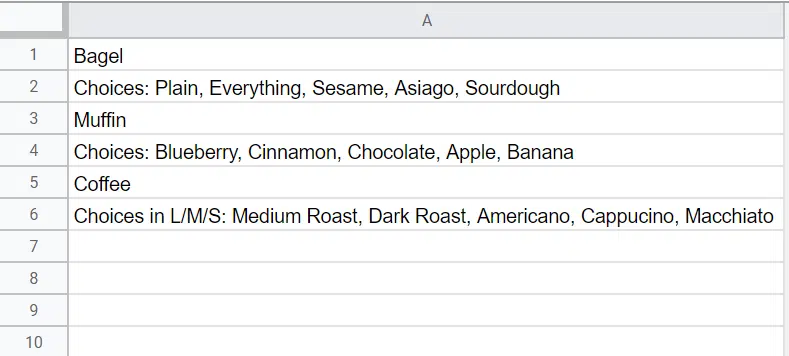 A
1 Bagel
2 Choices: Plain, Everything, Sesame, Asiago, Sourdough
3 Muffin
4 Choices: Blueberry, Cinnamon, Chocolate, Apple, Banana
5 Coffee
6 Choices in L/M/S: Medium Roast, Dark Roast, Americano, Cappucino, Macchiato
7
8
9
10